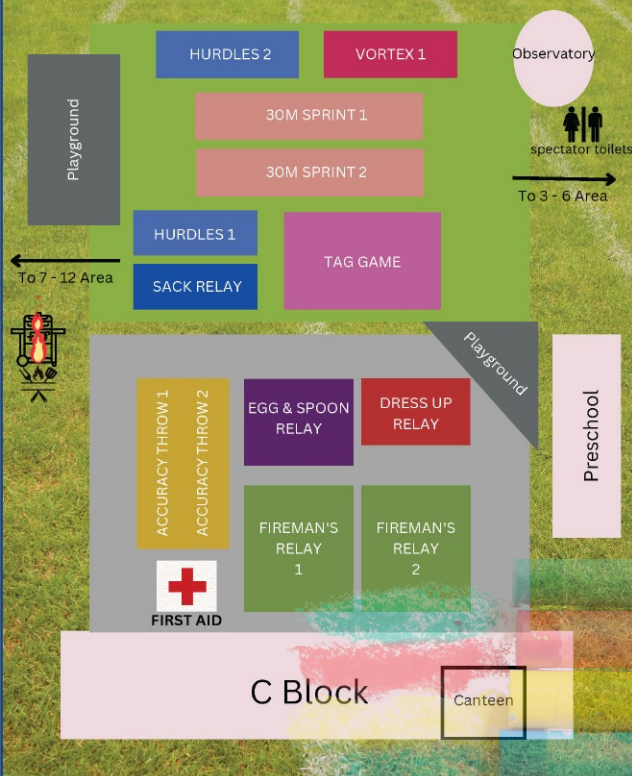 HURDLES 2
VORTEX 1
Observatory
Playground
30M SPRINT 1
spectator toilets
30M SPRINT 2
To 3 - 6 Area
HURDLES 1
TAG GAME
To 7 - 12 Area
SACK RELAY
Playground
ACCURACY THROW 1
ACCURACY THROW 2
EGG & SPOON
RELAY
DRESS UP
RELAY
Preschool
FIREMAN'S
RELAY
1
FIREMAN'S
RELAY
2
FIRST AID
C Block
Canteen